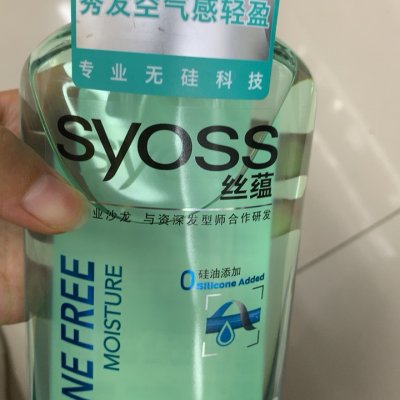 秀发空气感轻盈
专业无硅科技
syoss
丝蕴
业沙龙 与资深发型师合作研发
0 硅油添加
Silicone Added
NE FREE
MOISTURE